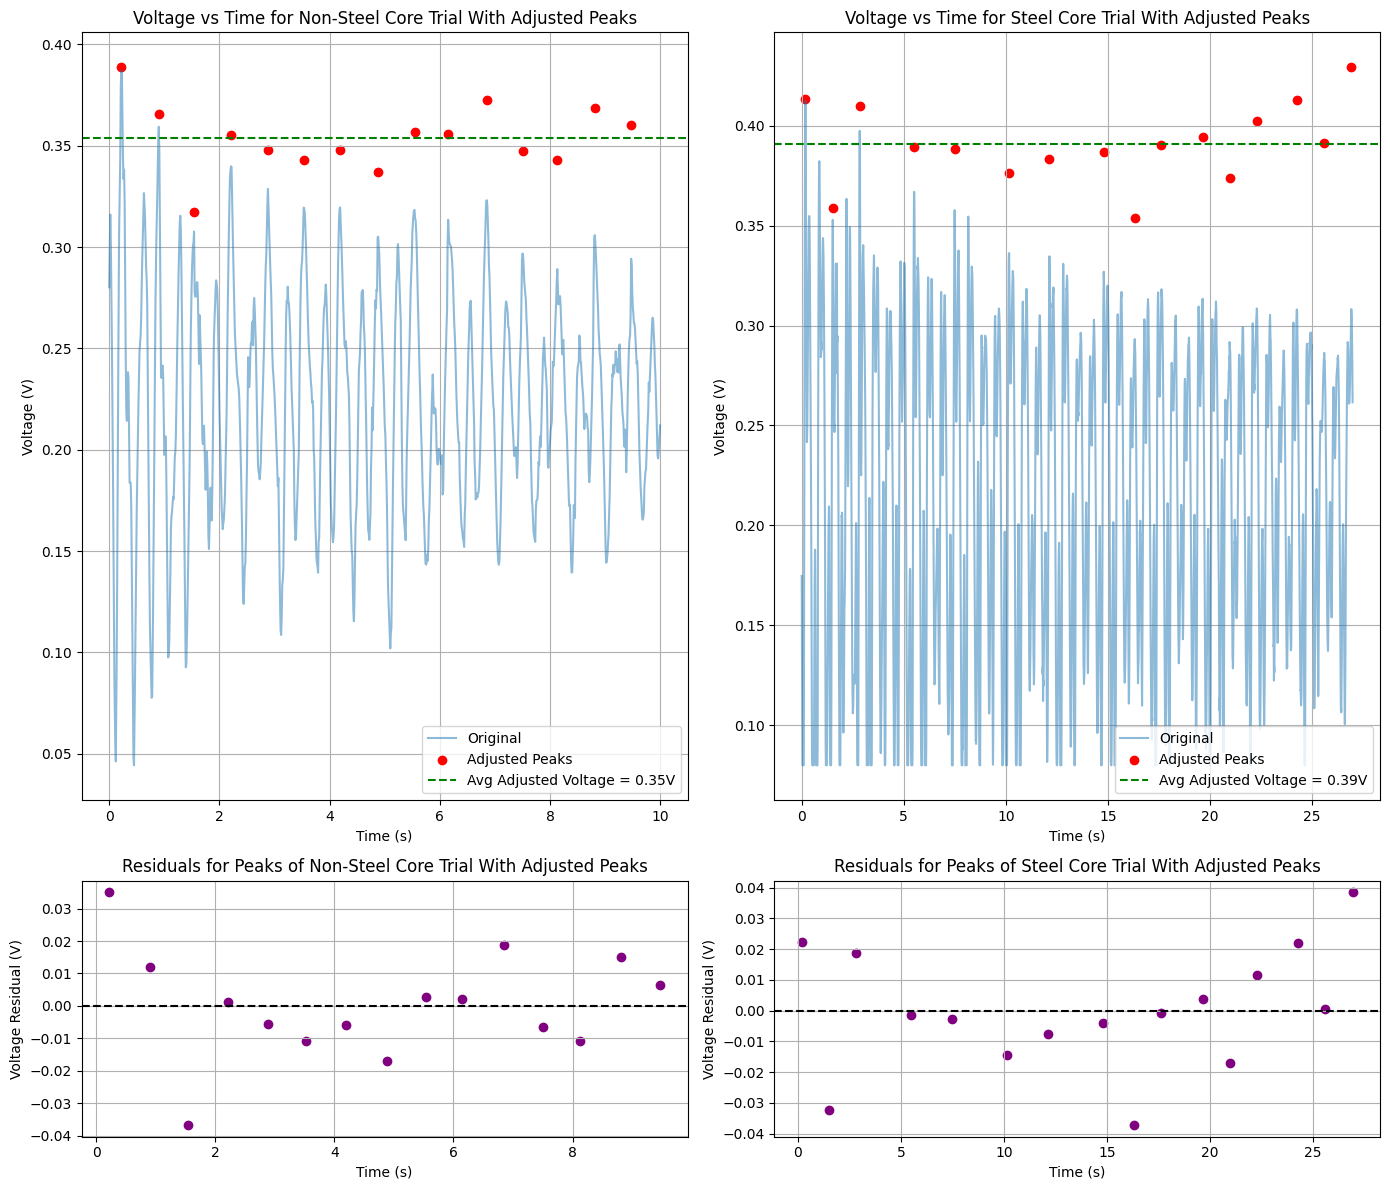 Voltage vs Time for Non-Steel Core Trial With Adjusted Peaks
0.40
0.35
0.30
0.25
0.20
0.15
0.10
0.05
Voltage (V)
Original
Adjusted Peaks
Avg Adjusted Voltage = 0.35V
0 2 4 6 8 10
Time (s)
Voltage vs Time for Steel Core Trial With Adjusted Peaks
0.40
0.35
0.30
0.25
0.20
0.15
0.10
Voltage (V)
Original
Adjusted Peaks
Avg Adjusted Voltage = 0.39V
0 5 10 15 20 25
Time (s)
Residuals for Peaks of Non-Steel Core Trial With Adjusted Peaks
0.03
0.02
0.01
0.00
−0.01
−0.02
−0.03
−0.04
Voltage Residual (V)
0 2 4 6 8
Time (s)
Residuals for Peaks of Steel Core Trial With Adjusted Peaks
0.04
0.03
0.02
0.01
0.00
−0.01
−0.02
−0.03
−0.04
Voltage Residual (V)
0 5 10 15 20 25
Time (s)